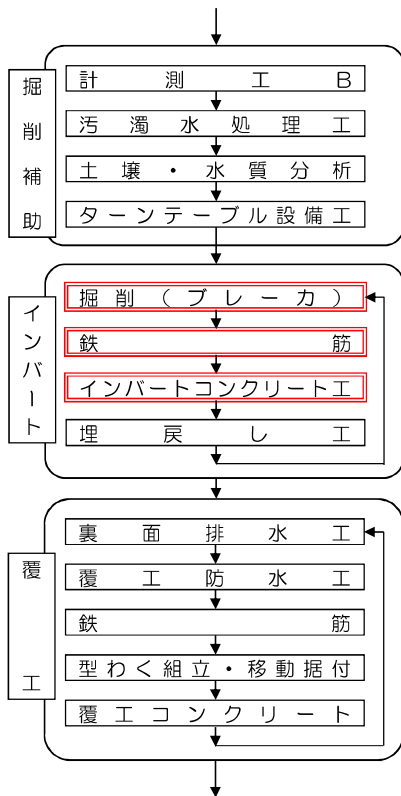 掘削補助
計測工B
汚濁水処理工
土壌・水質分析
ターンテーブル設備工
インバート
掘削(ブレーカ)
鉄筋
インバートコンクリート工
埋戻し工
覆工
裏面排水工
覆工防水工
鉄筋
型わく組立・移動据付
覆工コンクリート